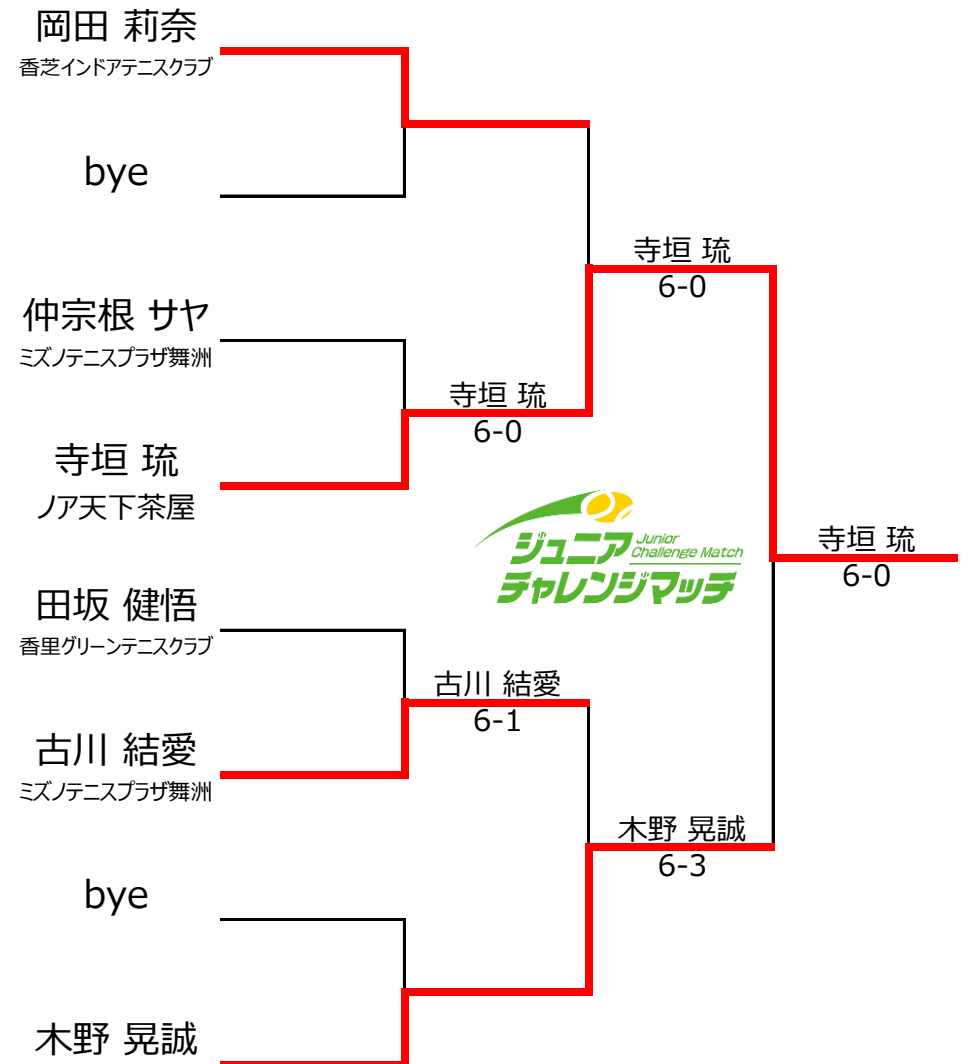 岡田 莉奈
香芝インドアテニスクラブ
bye
寺垣 琉
6-0
仲宗根 サヤ
ミズノテニスプラザ舞洲
寺垣 琉
6-0
寺垣 琉
ノア天下茶屋
ジュニア
チャレンジマッチ
Junior
Challenge Match
寺垣 琉
6-0
田坂 健悟
香里グリーンテニスクラブ
古川 結愛
6-1
古川 結愛
ミズノテニスプラザ舞洲
木野 晃誠
6-3
bye
木野 晃誠